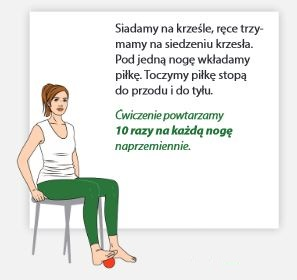 Siadamy na krześle, ręce trzy-
mamy na siedzeniu krzesła.
Pod jedną nogę wkładamy
piłkę. Toczymy piłkę stopą
do przodu i do tyłu.
Ćwiczenie powtarzamy
10 razy na każdą nogę
naprzemiennie.